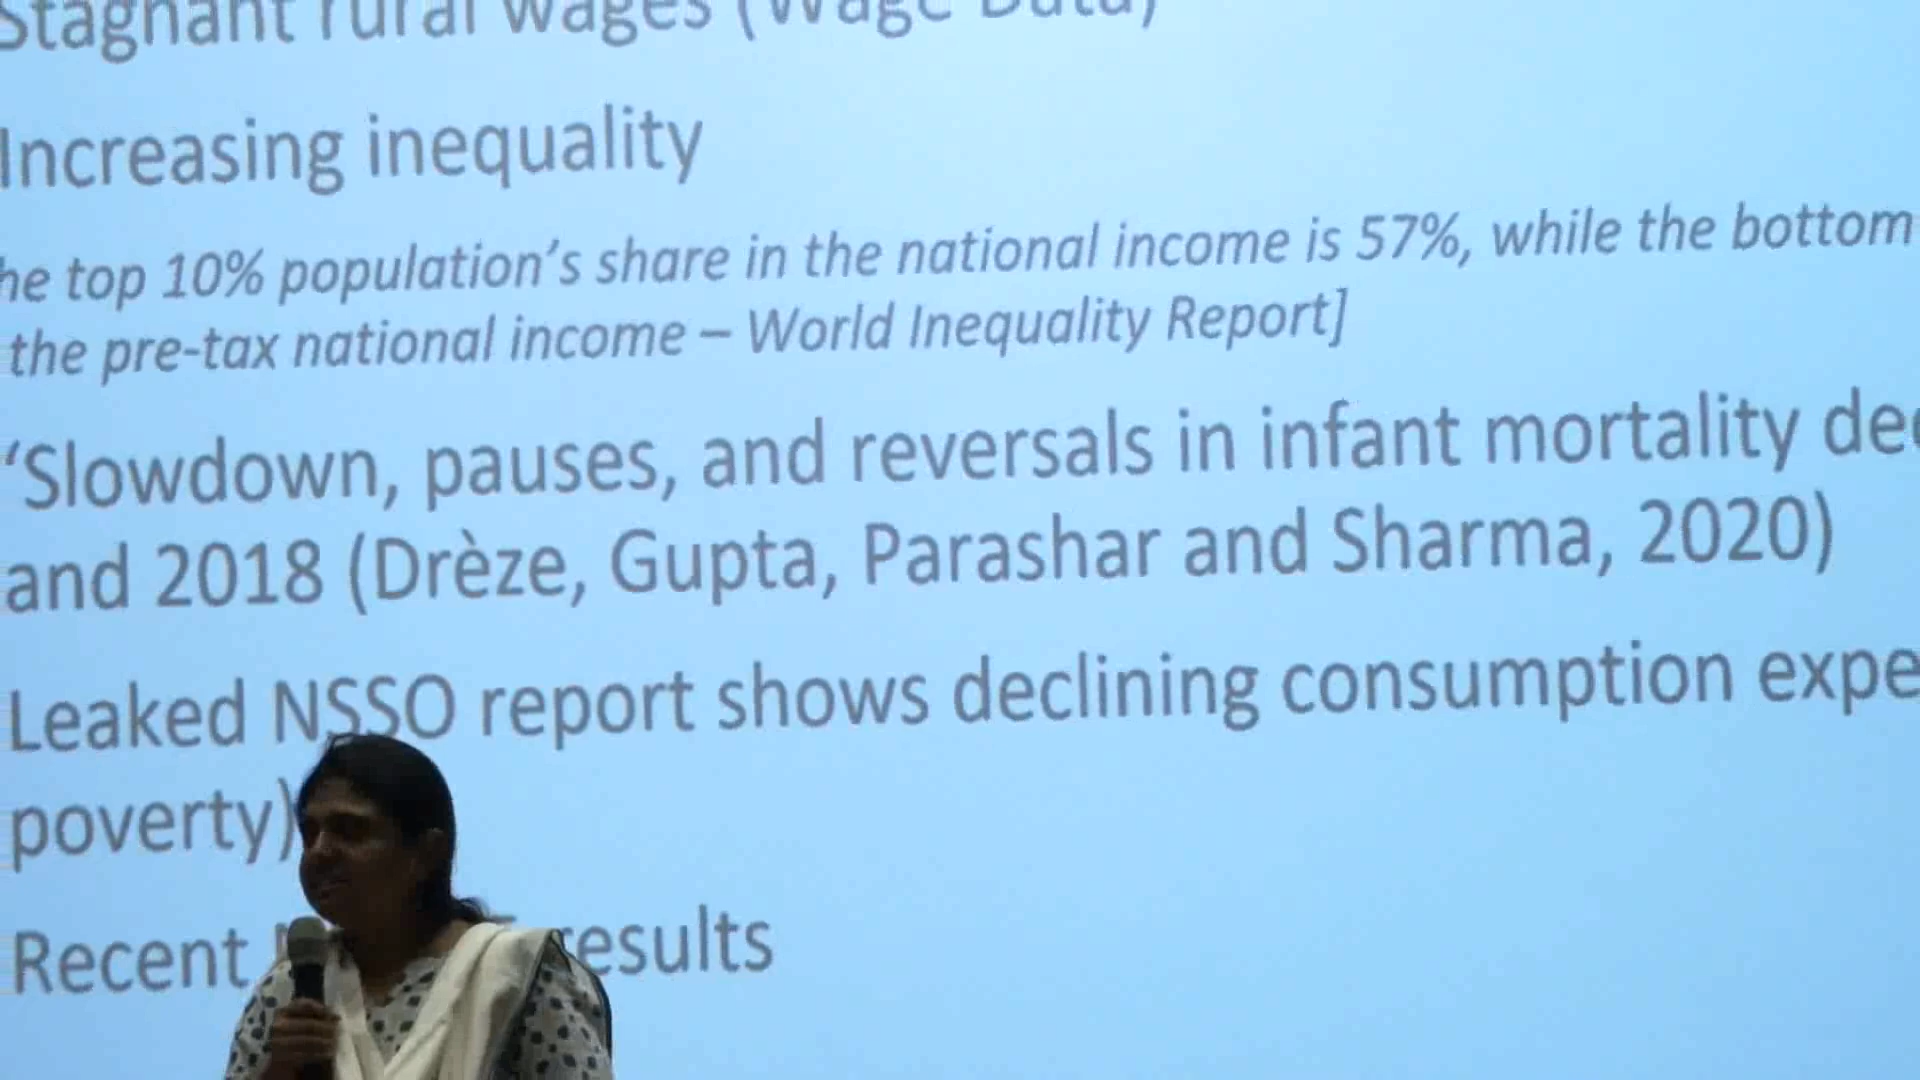 Stagnant rural wages (Wage Data)
Increasing inequality
he top 10% population's share in the national income is 57%, while the bottom
the pre-tax national income – World Inequality Report]
'Slowdown, pauses, and reversals in infant mortality de
and 2018 (Drèze, Gupta, Parashar and Sharma, 2020)
Leaked NSSO report shows declining consumption expe
poverty)
Recent results